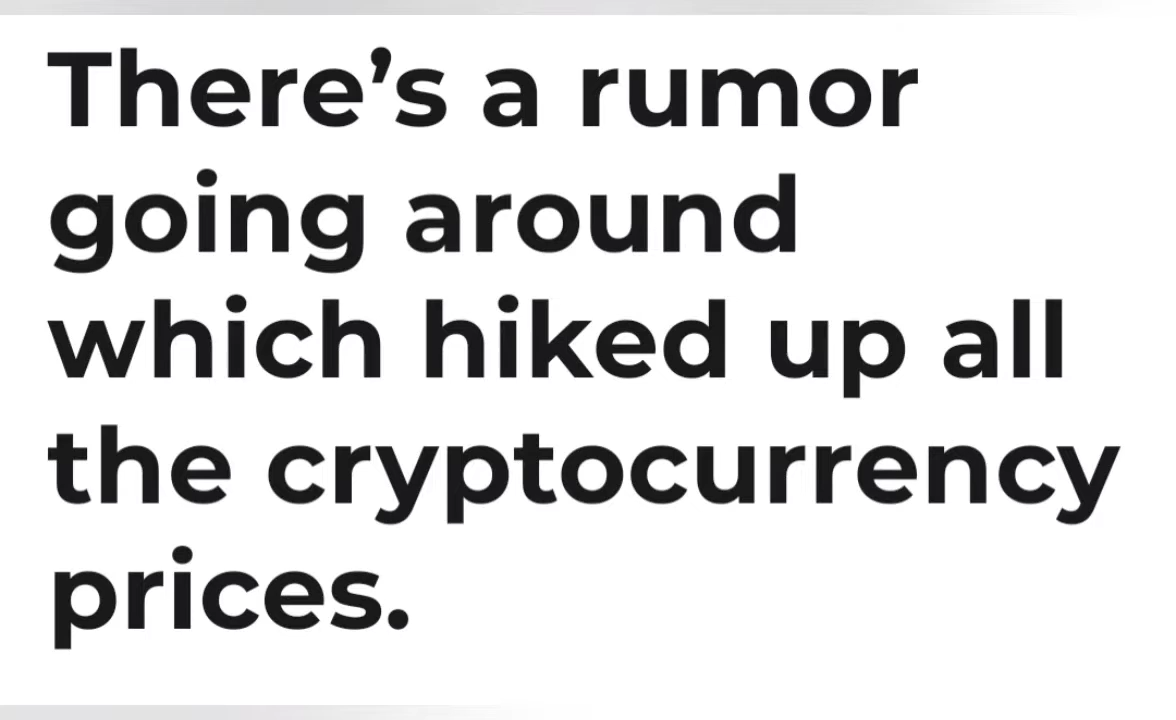 There’s a rumor
going around
which hiked up all
the cryptocurrency
prices.